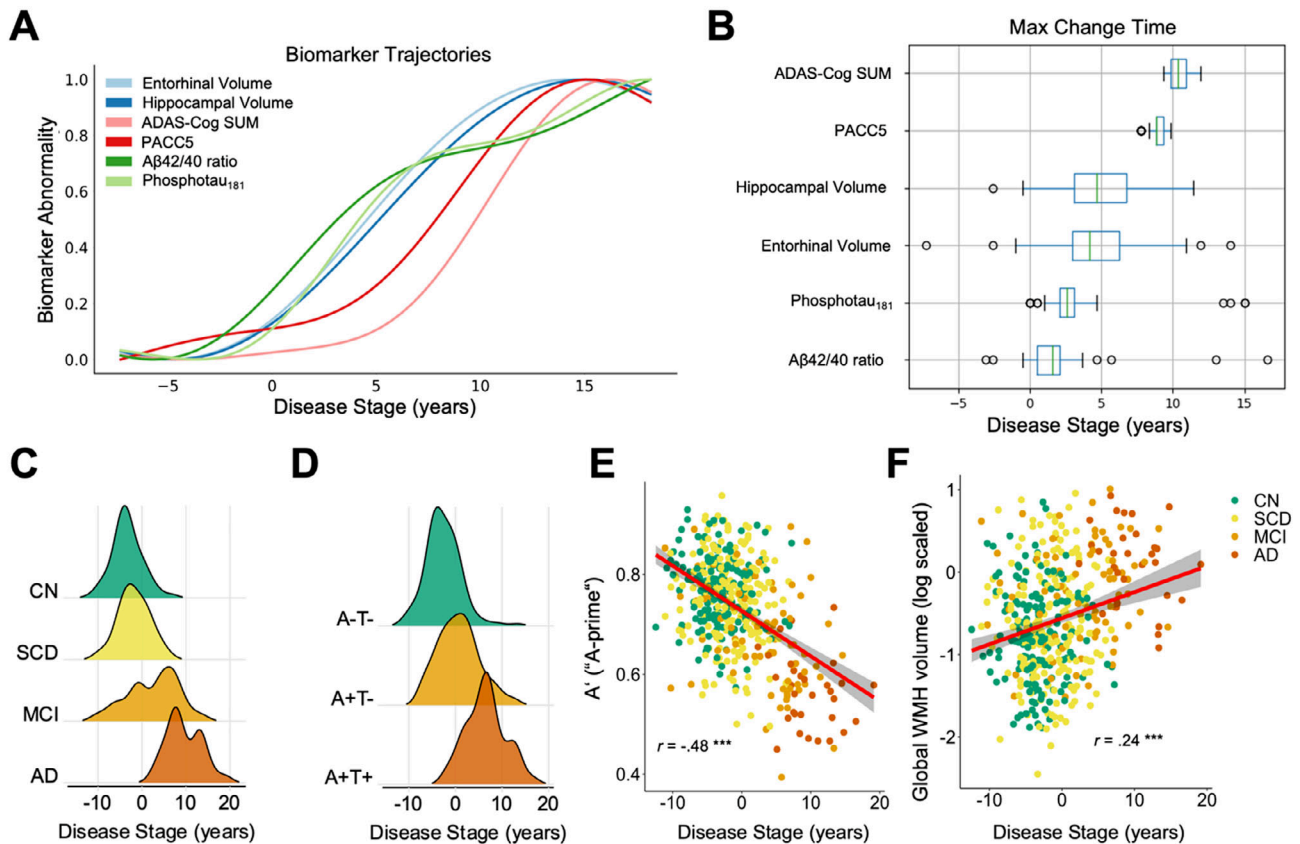 A
Biomarker Trajectories
Biomarker Abnormality
1.0
0.8
0.6
0.4
0.2
0.0
Entorhinal Volume
Hippocampal Volume
ADAS-Cog SUM
PACC5
Aβ42/40 ratio
Phosphotau₁₈₁
−5
0
5
10
15
Disease Stage (years)
B
Max Change Time
ADAS-Cog SUM
PACC5
Hippocampal Volume
Entorhinal Volume
Phosphotau₁₈₁
Aβ42/40 ratio
−5
0
5
10
15
Disease Stage (years)
C
CN
SCD
MCI
AD
-10
0
10
20
Disease Stage (years)
D
A-T-
A+T-
A+T+
-10
0
10
20
Disease Stage (years)
E
A‘ (“A-prime“)
0.8
0.6
0.4
r = -.48 ***
-10
0
10
20
Disease Stage (years)
F
Global WMH volume (log scaled)
1
0
-1
-2
r = .24 ***
-10
0
10
20
Disease Stage (years)
CN
SCD
MCI
AD